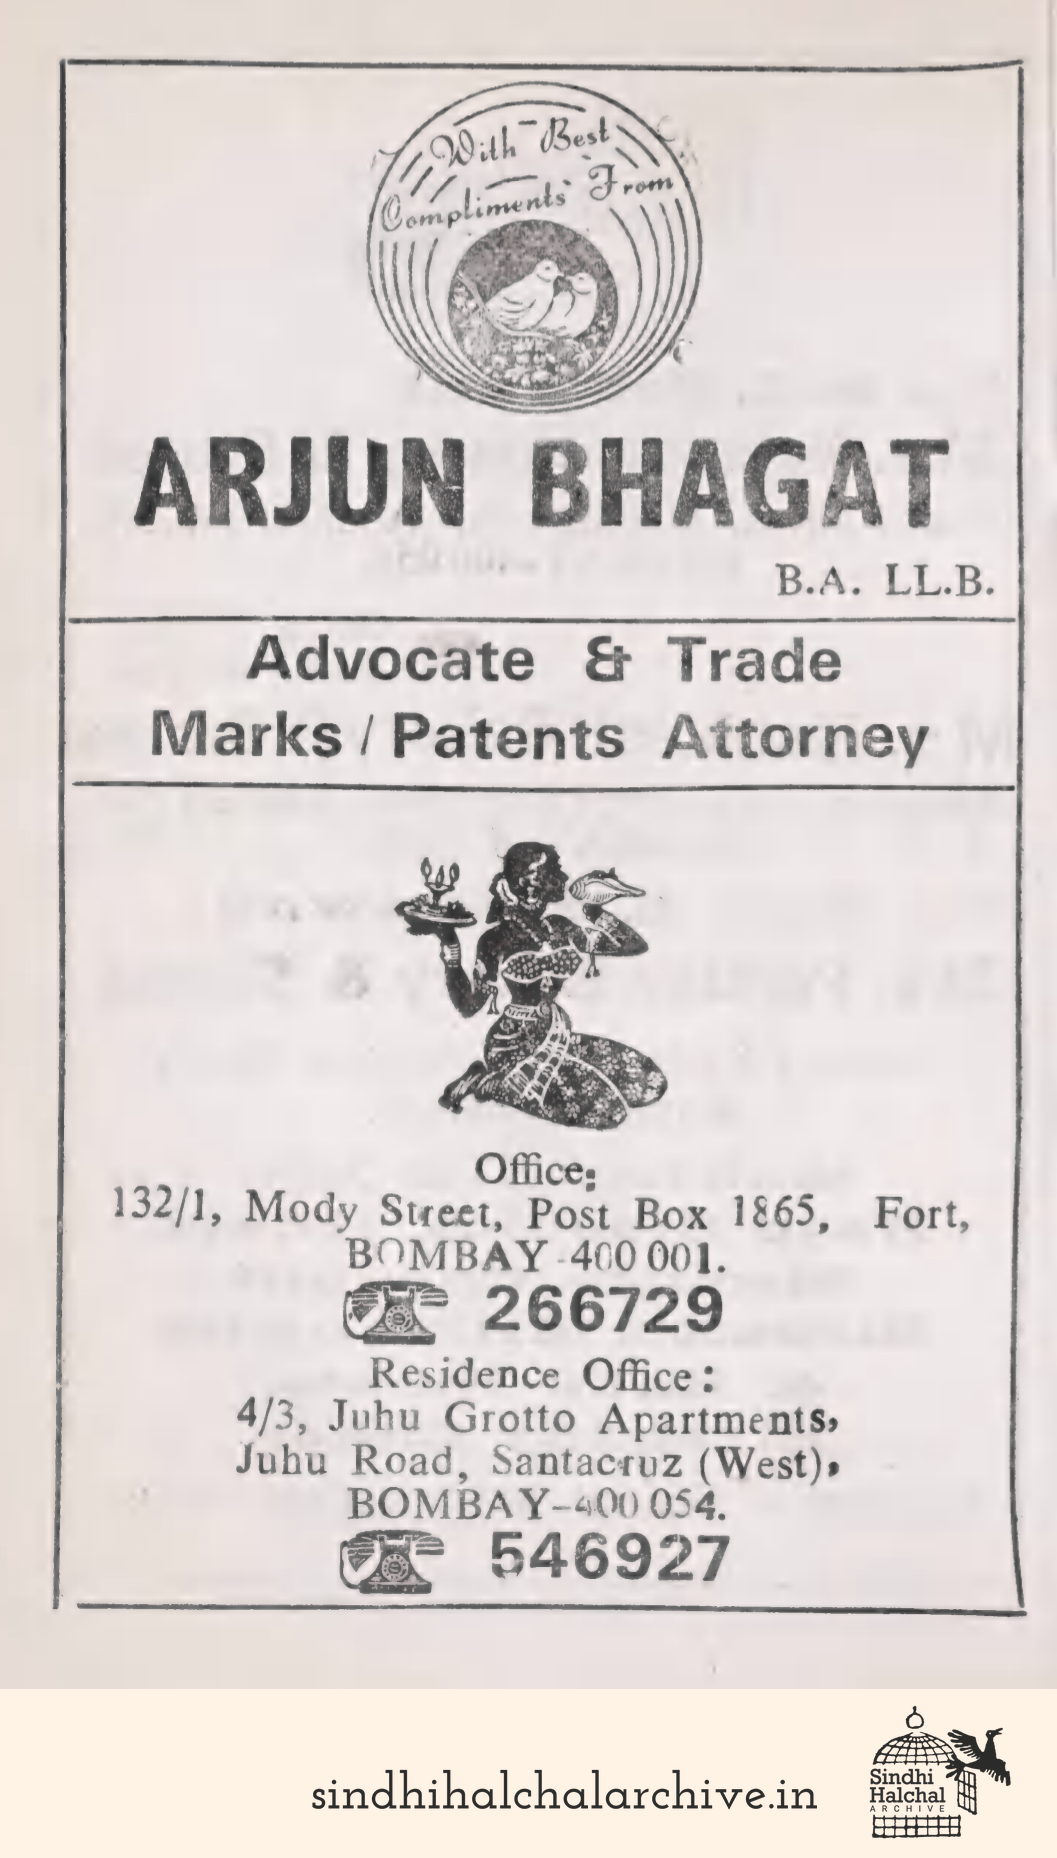 With Best
Compliments From
ARJUN BHAGAT
B.A. LL.B.
Advocate & Trade
Marks / Patents Attorney
Office:
132/1, Mody Street, Post Box 1865, Fort,
BOMBAY-400 001.
266729
Residence Office :
4/3, Juhu Grotto Apartments,
Juhu Road, Santacruz (West),
BOMBAY-400 054.
546927
sindhihalchalarchive.in
Sindhi
Halchal
ARCHIVE